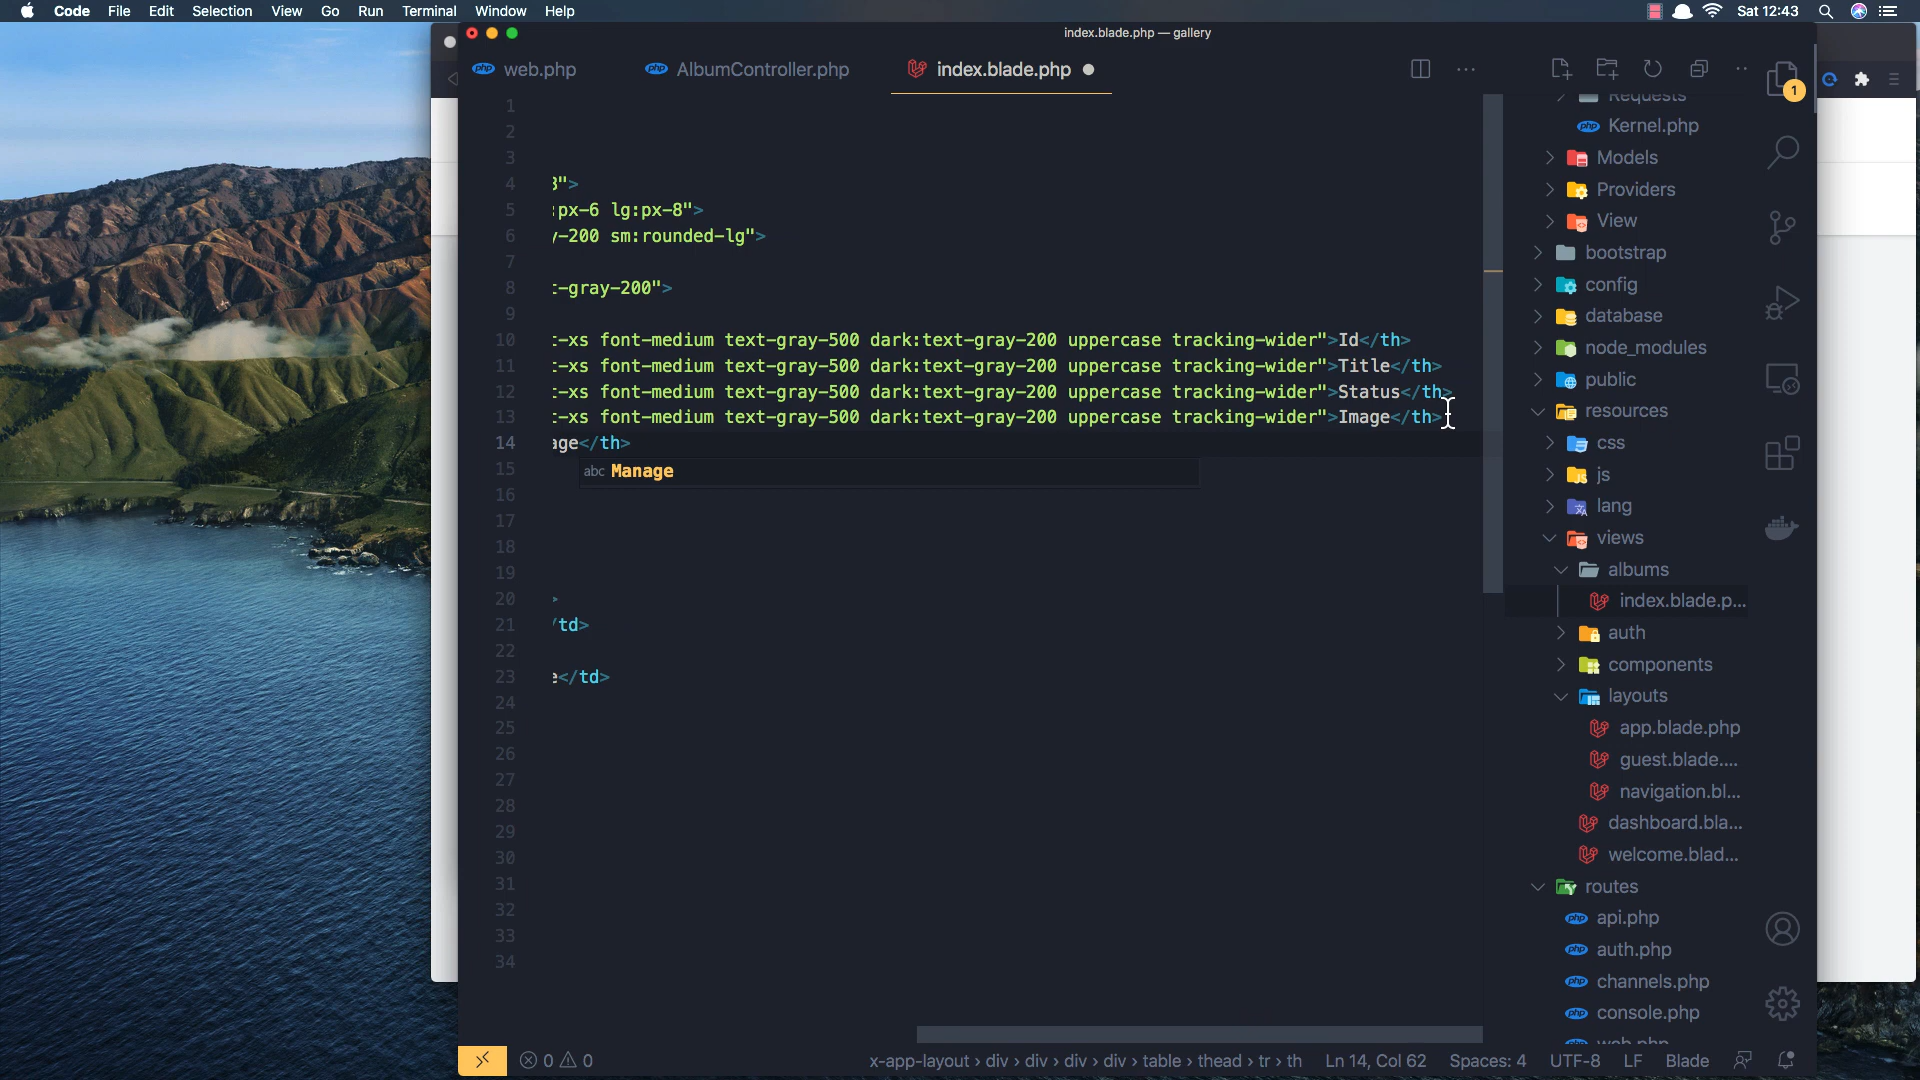 Code File Edit Selection View Go Run Terminal Window Help
Sat 12:43
index.blade.php — gallery
web.php
AlbumController.php
index.blade.php
1
1
2
3
4 3">
5 :px-6 lg:px-8">
6 y-200 sm:rounded-lg">
7
8 :-gray-200">
9
10 :-xs font-medium text-gray-500 dark:text-gray-200 uppercase tracking-wider">Id</th>
11 :-xs font-medium text-gray-500 dark:text-gray-200 uppercase tracking-wider">Title</th>
12 :-xs font-medium text-gray-500 dark:text-gray-200 uppercase tracking-wider">Status</th>
13 :-xs font-medium text-gray-500 dark:text-gray-200 uppercase tracking-wider">Image</th>
14 age</th>
abc Manage
15
16
17
18
19
20 >
21 /td>
22
23 e</td>
24
25
26
27
28
29
30
31
32
33
34
Requests
Kernel.php
Models
Providers
View
bootstrap
config
database
node_modules
public
resources
css
js
lang
views
albums
index.blade.p...
auth
components
layouts
app.blade.php
guest.blade....
navigation.bl...
dashboard.bla...
welcome.blad...
routes
api.php
auth.php
channels.php
console.php
web.php
0 0
x-app-layout › div › div › div › div › table › thead › tr › th
Ln 14, Col 62
Spaces: 4
UTF-8
LF
Blade